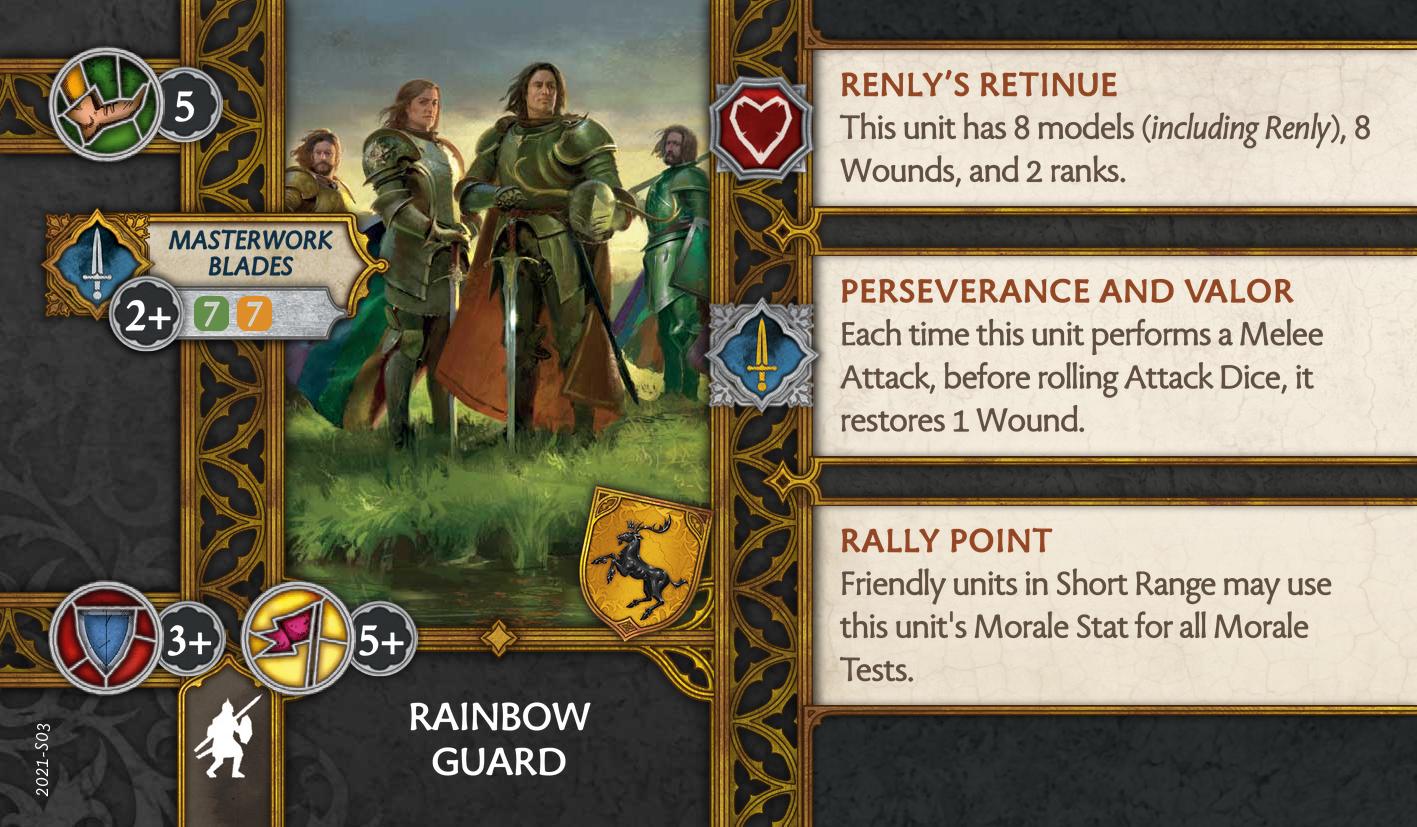 5
MASTERWORK
BLADES
2+ 7 7
3+ 5+
RAINBOW
GUARD
2021-S03
RENLY’S RETINUE
This unit has 8 models (including Renly), 8
Wounds, and 2 ranks.
PERSEVERANCE AND VALOR
Each time this unit performs a Melee
Attack, before rolling Attack Dice, it
restores 1 Wound.
RALLY POINT
Friendly units in Short Range may use
this unit's Morale Stat for all Morale
Tests.